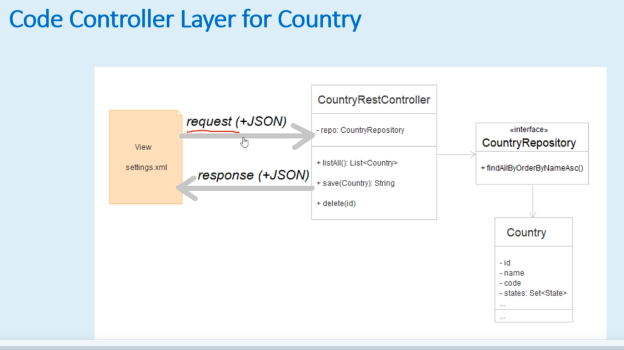 Code Controller Layer for Country
View
settings.xml
request (+JSON)
response (+JSON)
CountryRestController
- repo: CountryRepository
+ listAll(): List<Country>
+ save(Country): String
+ delete(id)
«interface»
CountryRepository
+ findAllByOrderByNameAsc()
Country
- id
- name
- code
- states: Set<State>
...
...